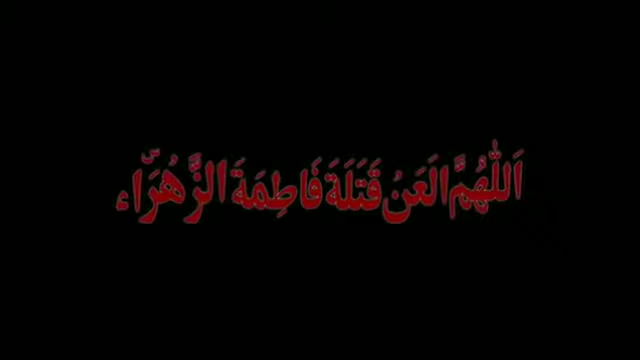 اَللّٰهُمَّ الَعَنْ قَتَلَةَ فَاطِمَةَ الزَّهُرَّاء